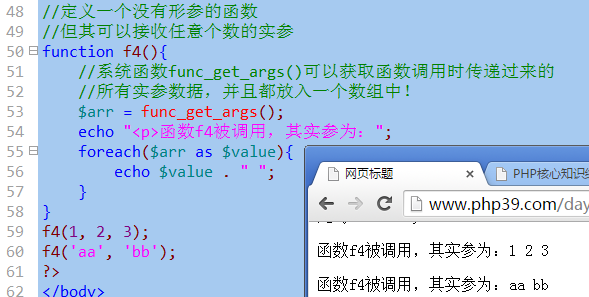 48 //定义一个没有形参的函数
49 //但其可以接收任意个数的实参
50 function f4(){
51 //系统函数func_get_args()可以获取函数调用时传递过来的
52 //所有实参数据，并且都放入一个数组中！
53 $arr = func_get_args();
54 echo "<p>函数f4被调用，其实参为：";
55 foreach($arr as $value){
56 echo $value . " ";
57 }
58 }
59 f4(1, 2, 3);
60 f4('aa', 'bb');
61 ?>
62 </body>
网页标题
PHP核心知识
www.php39.com/day
函数f4被调用，其实参为：1 2 3
函数f4被调用，其实参为：aa bb